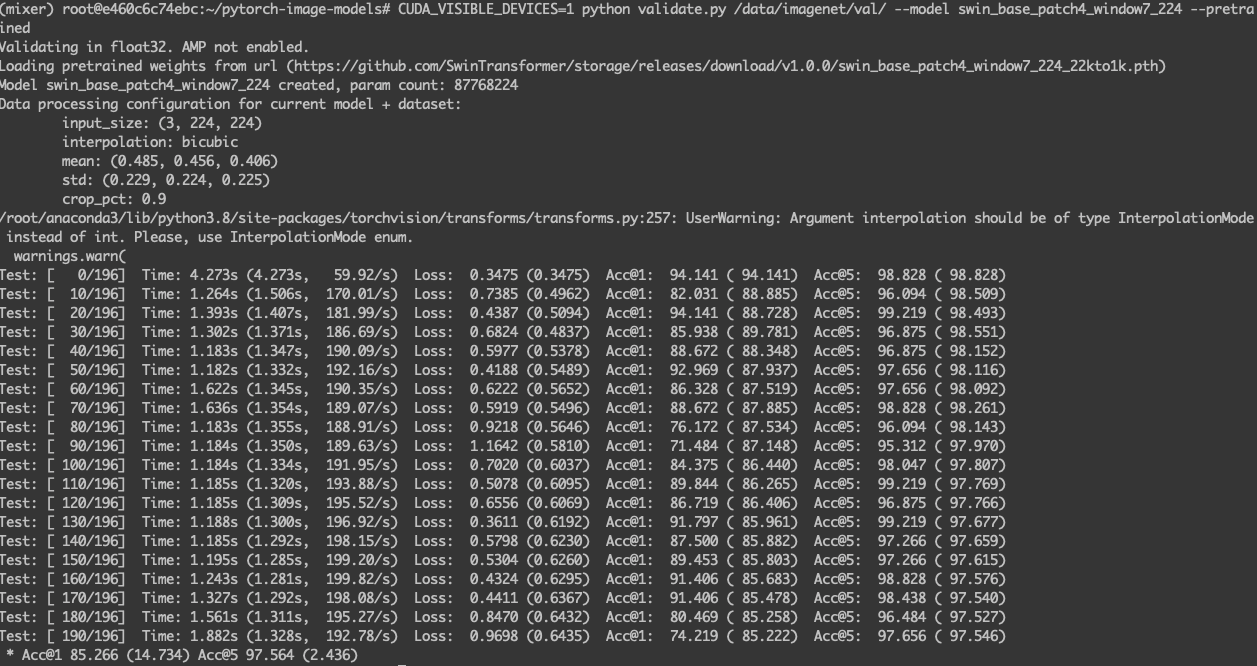 (mixer) root@e460c6c74ebc:~/pytorch-image-models# CUDA_VISIBLE_DEVICES=1 python validate.py /data/imagenet/val/ --model swin_base_patch4_window7_224 --pretra
ined
Validating in float32. AMP not enabled.
Loading pretrained weights from url (https://github.com/SwinTransformer/storage/releases/download/v1.0.0/swin_base_patch4_window7_224_22kto1k.pth)
Model swin_base_patch4_window7_224 created, param count: 87768224
Data processing configuration for current model + dataset:
        input_size: (3, 224, 224)
        interpolation: bicubic
        mean: (0.485, 0.456, 0.406)
        std: (0.229, 0.224, 0.225)
        crop_pct: 0.9
/root/anaconda3/lib/python3.8/site-packages/torchvision/transforms/transforms.py:257: UserWarning: Argument interpolation should be of type InterpolationMode
 instead of int. Please, use InterpolationMode enum.
  warnings.warn(
Test: [   0/196]  Time: 4.273s (4.273s,   59.92/s)  Loss:  0.3475 (0.3475)  Acc@1:  94.141 ( 94.141)  Acc@5:  98.828 ( 98.828)
Test: [  10/196]  Time: 1.264s (1.506s,  170.01/s)  Loss:  0.7385 (0.4962)  Acc@1:  82.031 ( 88.885)  Acc@5:  96.094 ( 98.509)
Test: [  20/196]  Time: 1.393s (1.407s,  181.99/s)  Loss:  0.4387 (0.5094)  Acc@1:  94.141 ( 88.728)  Acc@5:  99.219 ( 98.493)
Test: [  30/196]  Time: 1.302s (1.371s,  186.69/s)  Loss:  0.6824 (0.4837)  Acc@1:  85.938 ( 89.781)  Acc@5:  96.875 ( 98.551)
Test: [  40/196]  Time: 1.183s (1.347s,  190.09/s)  Loss:  0.5977 (0.5378)  Acc@1:  88.672 ( 88.348)  Acc@5:  96.875 ( 98.152)
Test: [  50/196]  Time: 1.182s (1.332s,  192.16/s)  Loss:  0.4188 (0.5489)  Acc@1:  92.969 ( 87.937)  Acc@5:  97.656 ( 98.116)
Test: [  60/196]  Time: 1.622s (1.345s,  190.35/s)  Loss:  0.6222 (0.5652)  Acc@1:  86.328 ( 87.519)  Acc@5:  97.656 ( 98.092)
Test: [  70/196]  Time: 1.636s (1.354s,  189.07/s)  Loss:  0.5919 (0.5496)  Acc@1:  88.672 ( 87.885)  Acc@5:  98.828 ( 98.261)
Test: [  80/196]  Time: 1.183s (1.355s,  188.91/s)  Loss:  0.9218 (0.5646)  Acc@1:  76.172 ( 87.534)  Acc@5:  96.094 ( 98.143)
Test: [  90/196]  Time: 1.184s (1.350s,  189.63/s)  Loss:  1.1642 (0.5810)  Acc@1:  71.484 ( 87.148)  Acc@5:  95.312 ( 97.970)
Test: [ 100/196]  Time: 1.184s (1.334s,  191.95/s)  Loss:  0.7020 (0.6037)  Acc@1:  84.375 ( 86.440)  Acc@5:  98.047 ( 97.807)
Test: [ 110/196]  Time: 1.185s (1.320s,  193.88/s)  Loss:  0.5078 (0.6095)  Acc@1:  89.844 ( 86.265)  Acc@5:  99.219 ( 97.769)
Test: [ 120/196]  Time: 1.185s (1.309s,  195.52/s)  Loss:  0.6556 (0.6069)  Acc@1:  86.719 ( 86.406)  Acc@5:  96.875 ( 97.766)
Test: [ 130/196]  Time: 1.188s (1.300s,  196.92/s)  Loss:  0.3611 (0.6192)  Acc@1:  91.797 ( 85.961)  Acc@5:  99.219 ( 97.677)
Test: [ 140/196]  Time: 1.185s (1.292s,  198.15/s)  Loss:  0.5798 (0.6230)  Acc@1:  87.500 ( 85.882)  Acc@5:  97.266 ( 97.659)
Test: [ 150/196]  Time: 1.195s (1.285s,  199.20/s)  Loss:  0.5304 (0.6260)  Acc@1:  89.453 ( 85.803)  Acc@5:  97.266 ( 97.615)
Test: [ 160/196]  Time: 1.243s (1.281s,  199.82/s)  Loss:  0.4324 (0.6295)  Acc@1:  91.406 ( 85.683)  Acc@5:  98.828 ( 97.576)
Test: [ 170/196]  Time: 1.327s (1.292s,  198.08/s)  Loss:  0.4411 (0.6367)  Acc@1:  91.406 ( 85.478)  Acc@5:  98.438 ( 97.540)
Test: [ 180/196]  Time: 1.561s (1.311s,  195.27/s)  Loss:  0.8470 (0.6432)  Acc@1:  80.469 ( 85.258)  Acc@5:  96.484 ( 97.527)
Test: [ 190/196]  Time: 1.882s (1.328s,  192.78/s)  Loss:  0.9698 (0.6435)  Acc@1:  74.219 ( 85.222)  Acc@5:  97.656 ( 97.546)
 * Acc@1 85.266 (14.734) Acc@5 97.564 (2.436)